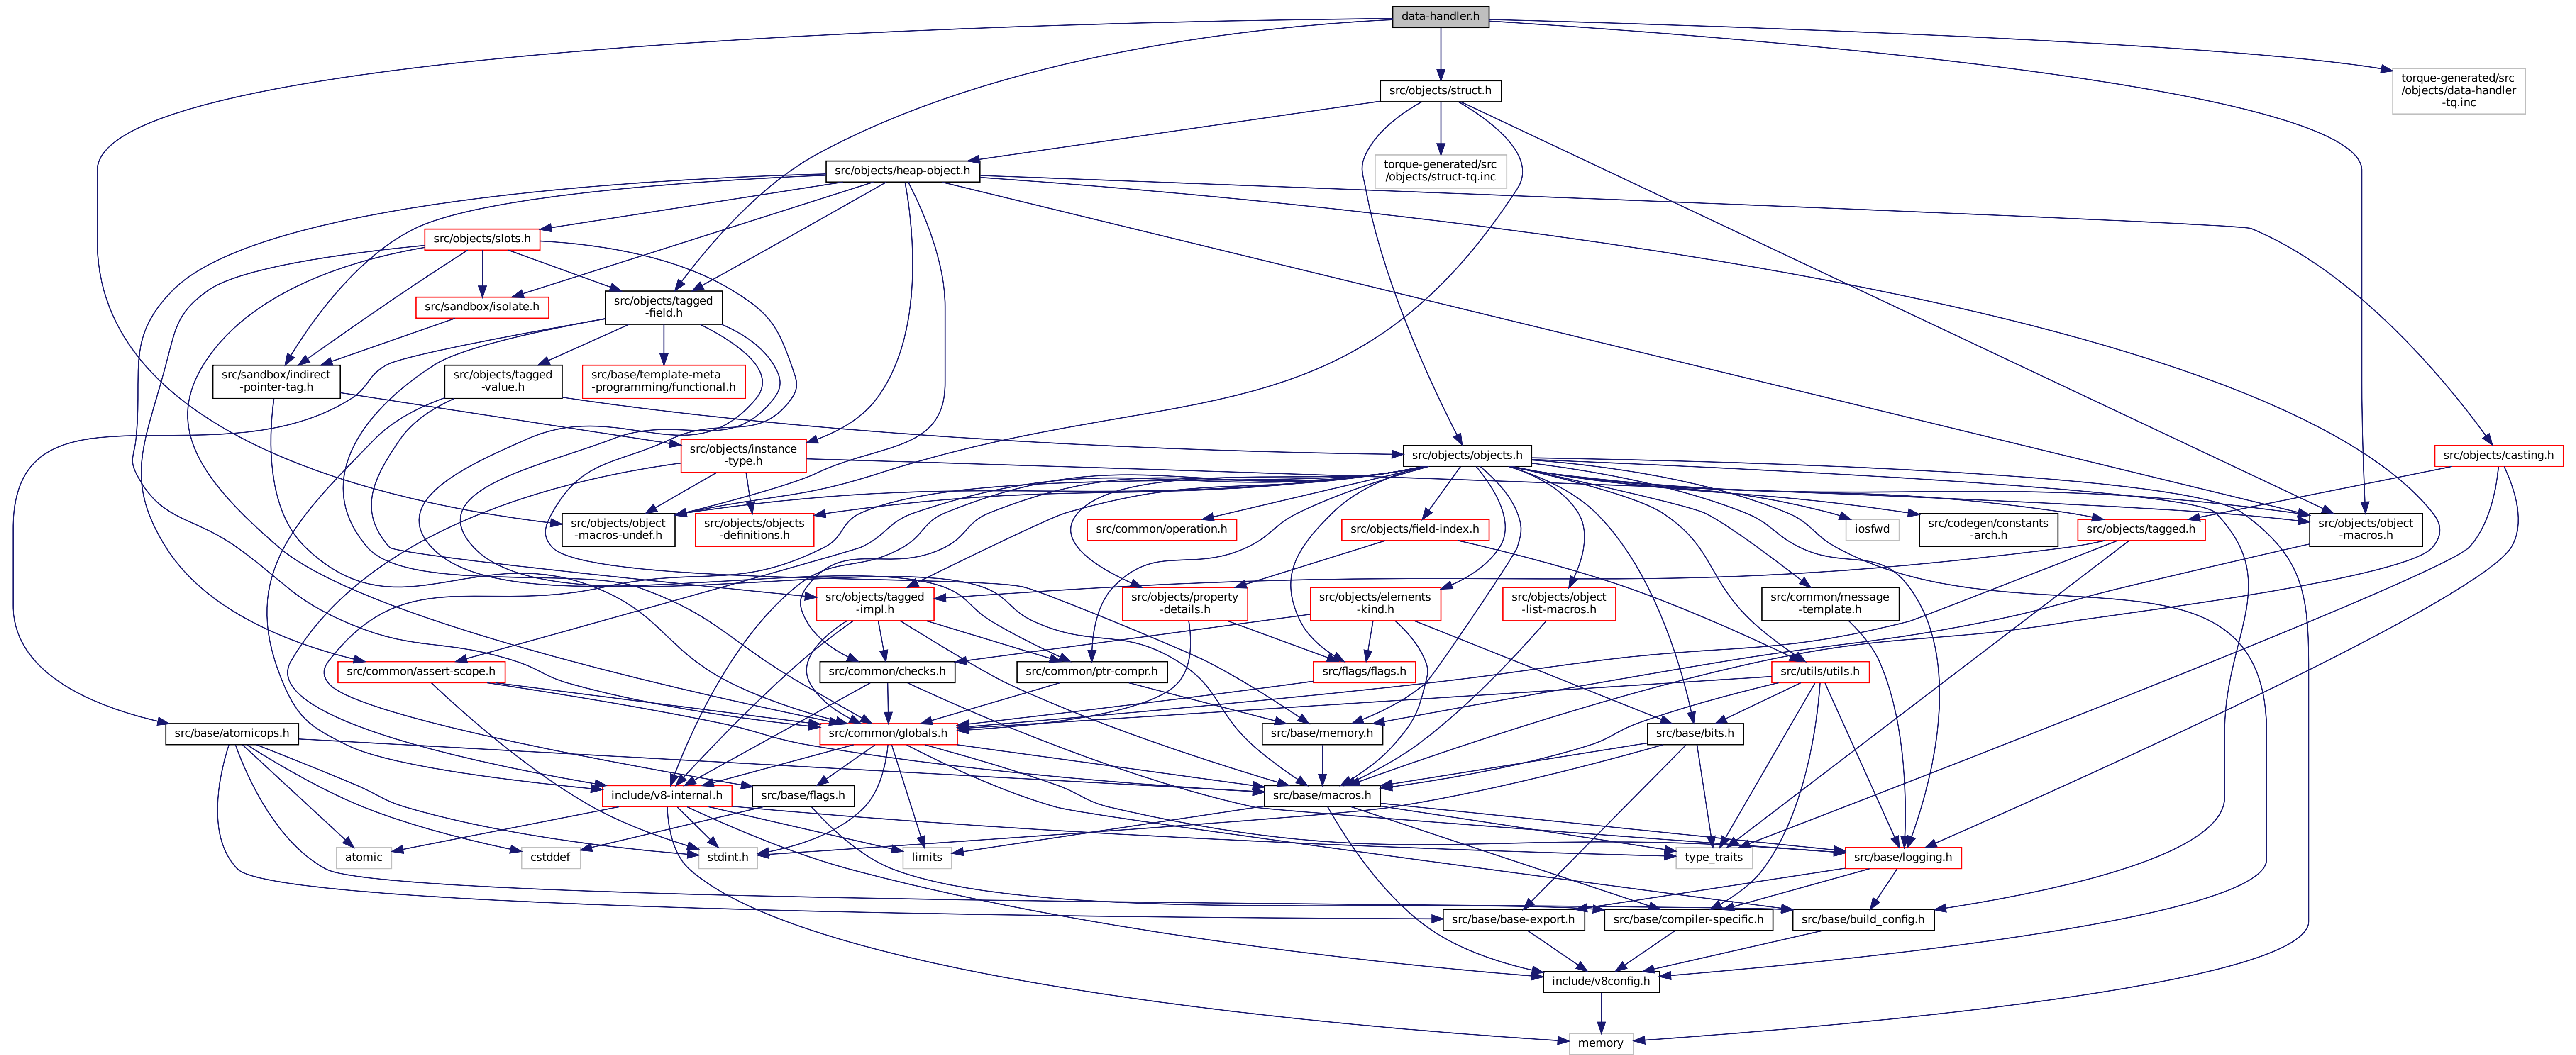 data-handler.h
src/objects/struct.h
torque-generated/src
/objects/data-handler
-tq.inc
src/objects/heap-object.h
torque-generated/src
/objects/struct-tq.inc
src/objects/slots.h
src/sandbox/isolate.h
src/objects/tagged
-field.h
src/sandbox/indirect
-pointer-tag.h
src/objects/tagged
-value.h
src/base/template-meta
-programming/functional.h
src/objects/instance
-type.h
src/objects/objects.h
src/objects/casting.h
src/objects/object
-macros-undef.h
src/objects/objects
-definitions.h
src/common/operation.h
src/objects/field-index.h
iosfwd
src/codegen/constants
-arch.h
src/objects/tagged.h
src/objects/object
-macros.h
src/objects/tagged
-impl.h
src/objects/property
-details.h
src/objects/elements
-kind.h
src/objects/object
-list-macros.h
src/common/message
-template.h
src/common/assert-scope.h
src/common/checks.h
src/common/ptr-compr.h
src/flags/flags.h
src/utils/utils.h
src/base/atomicops.h
src/common/globals.h
src/base/memory.h
src/base/bits.h
include/v8-internal.h
src/base/flags.h
src/base/macros.h
atomic
cstddef
stdint.h
limits
type_traits
src/base/logging.h
src/base/base-export.h
src/base/compiler-specific.h
src/base/build_config.h
include/v8config.h
memory